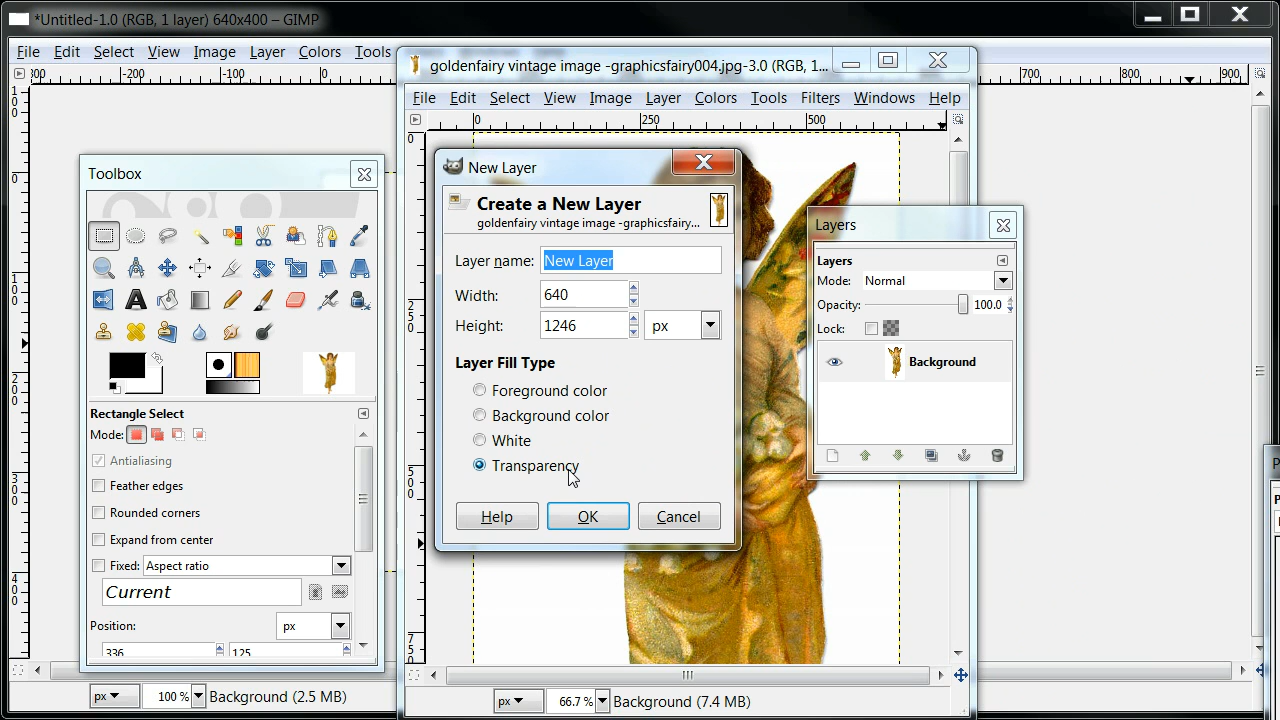 *Untitled-1.0 (RGB, 1 layer) 640x400 – GIMP
File Edit Select View Image Layer Colors Tools
-200 -100 0 700 800 900
Toolbox
Rectangle Select
Mode:
Antialiasing
Feather edges
Rounded corners
Expand from center
Fixed: Aspect ratio
Current
Position:
px
336 125
px 100 % Background (2.5 MB)
goldenfairy vintage image -graphicsfairy004.jpg-3.0 (RGB, 1...
File Edit Select View Image Layer Colors Tools Filters Windows Help
0 250 500
New Layer
Create a New Layer
goldenfairy vintage image -graphicsfairy...
Layer name: New Layer
Width: 640
Height: 1246 px
Layer Fill Type
Foreground color
Background color
White
Transparency
Help OK Cancel
px 66.7 % Background (7.4 MB)
Layers
Layers
Mode: Normal
Opacity: 100.0
Lock:
Background